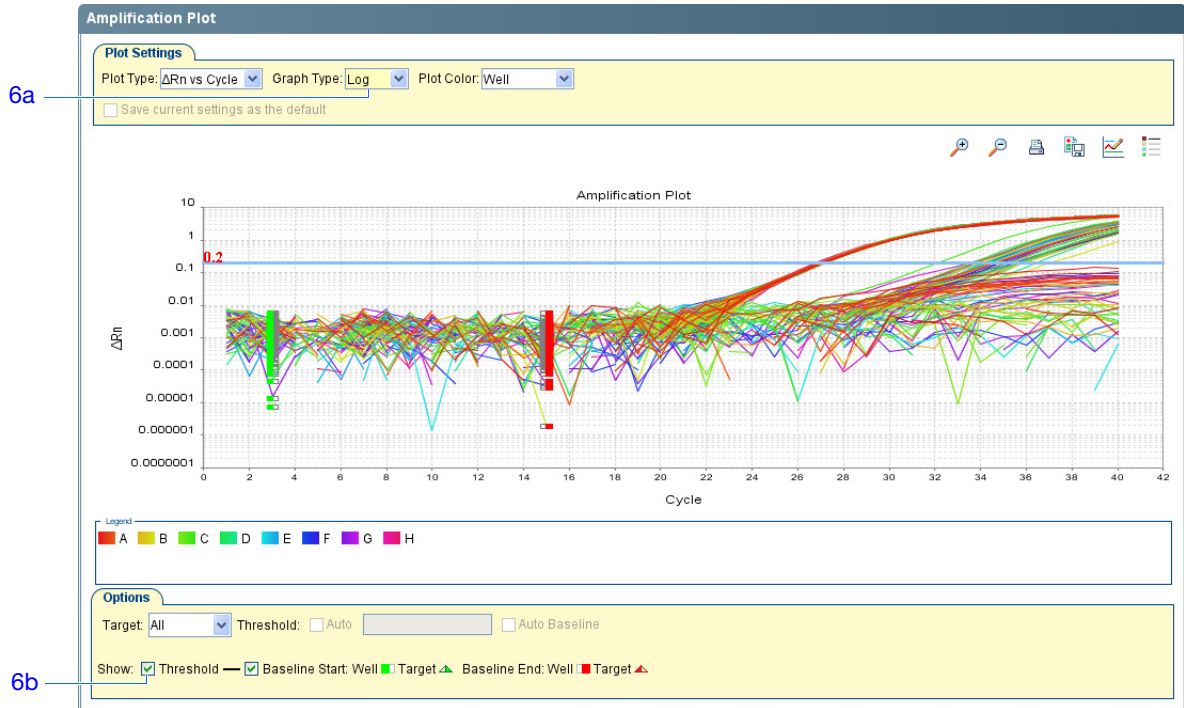 Amplification Plot
Plot Settings
Plot Type: ΔRn vs Cycle Graph Type: Log Plot Color: Well
6a
Save current settings as the default
Amplification Plot
10
1
0.2
0.1
0.01
0.001
0.0001
0.00001
0.000001
0.0000001
ΔRn
0 2 4 6 8 10 12 14 16 18 20 22 24 26 28 30 32 34 36 38 40 42
Cycle
Legend
A B C D E F G H
Options
Target: All Threshold: Auto Auto Baseline
Show: Threshold Baseline Start: Well Target Baseline End: Well Target
6b